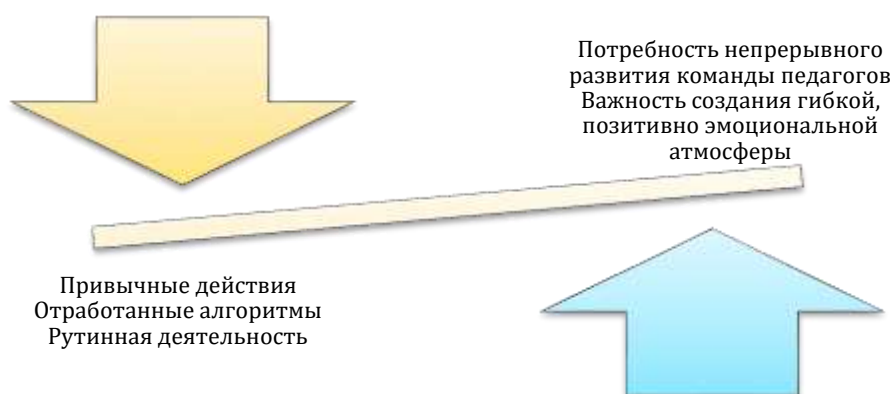 Потребность непрерывного
развития команды педагогов
Важность создания гибкой,
позитивно эмоциональной
атмосферы
Привычные действия
Отработанные алгоритмы
Рутинная деятельность